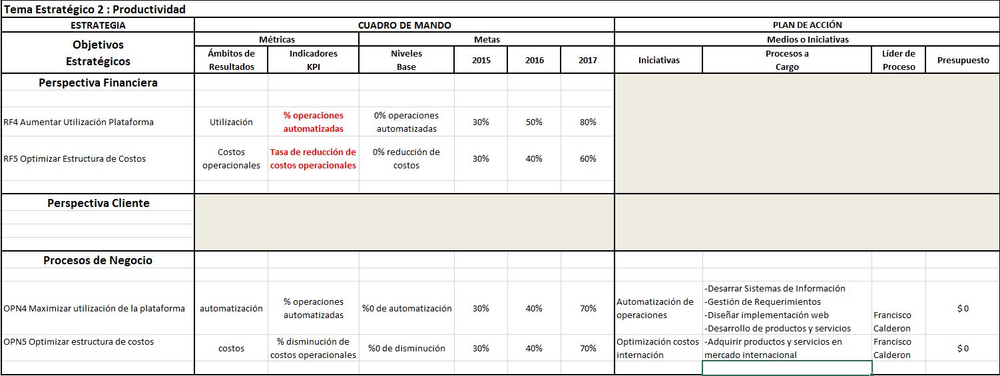 Tema Estratégico 2 : Productividad
ESTRATEGIA
CUADRO DE MANDO
PLAN DE ACCIÓN
Objetivos
Estratégicos
Métricas
Metas
Medios o Iniciativas
Ámbitos de
Resultados
Indicadores
KPI
Niveles
Base
2015
2016
2017
Iniciativas
Procesos a
Cargo
Líder de
Proceso
Presupuesto
Perspectiva Financiera
RF4 Aumentar Utilización Plataforma
Utilización
% operaciones
automatizadas
0% operaciones
automatizadas
30%
50%
80%
RF5 Optimizar Estructura de Costos
Costos
operacionales
Tasa de reducción de
costos operacionales
0% reducción de
costos
30%
40%
60%
Perspectiva Cliente
Procesos de Negocio
OPN4 Maximizar utilización de la plataforma
automatización
% operaciones
automatizadas
%0 de automatización
30%
40%
70%
Automatización de
operaciones
-Desarrar Sistemas de Información
-Gestión de Requerimientos
-Diseñar implementación web
-Desarrollo de productos y servicios
Francisco
Calderon
$ 0
OPN5 Optimizar estructura de costos
costos
% disminución de
costos operacionales
%0 de disminución
30%
40%
70%
Optimización costos
internación
-Adquirir productos y servicios en
mercado internacional
Francisco
Calderon
$ 0